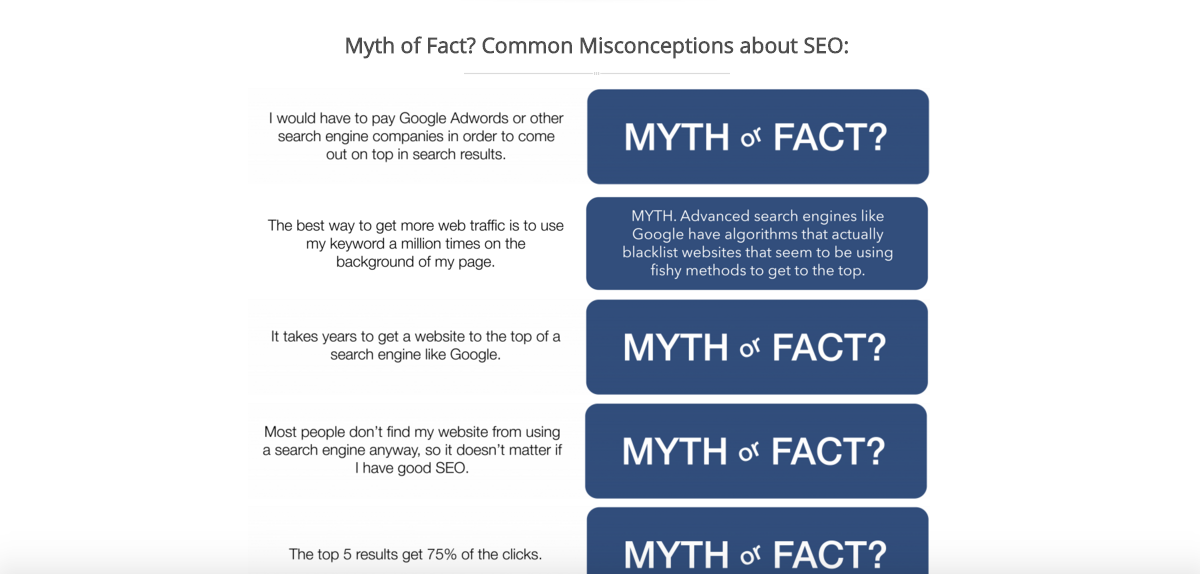 Myth of Fact? Common Misconceptions about SEO:
I would have to pay Google Adwords or other
search engine companies in order to come
out on top in search results.
MYTH or FACT?
The best way to get more web traffic is to use
my keyword a million times on the
background of my page.
MYTH. Advanced search engines like
Google have algorithms that actually
blacklist websites that seem to be using
fishy methods to get to the top.
It takes years to get a website to the top of a
search engine like Google.
MYTH or FACT?
Most people don’t find my website from using
a search engine anyway, so it doesn’t matter if
I have good SEO.
MYTH or FACT?
The top 5 results get 75% of the clicks.
MYTH or FACT?